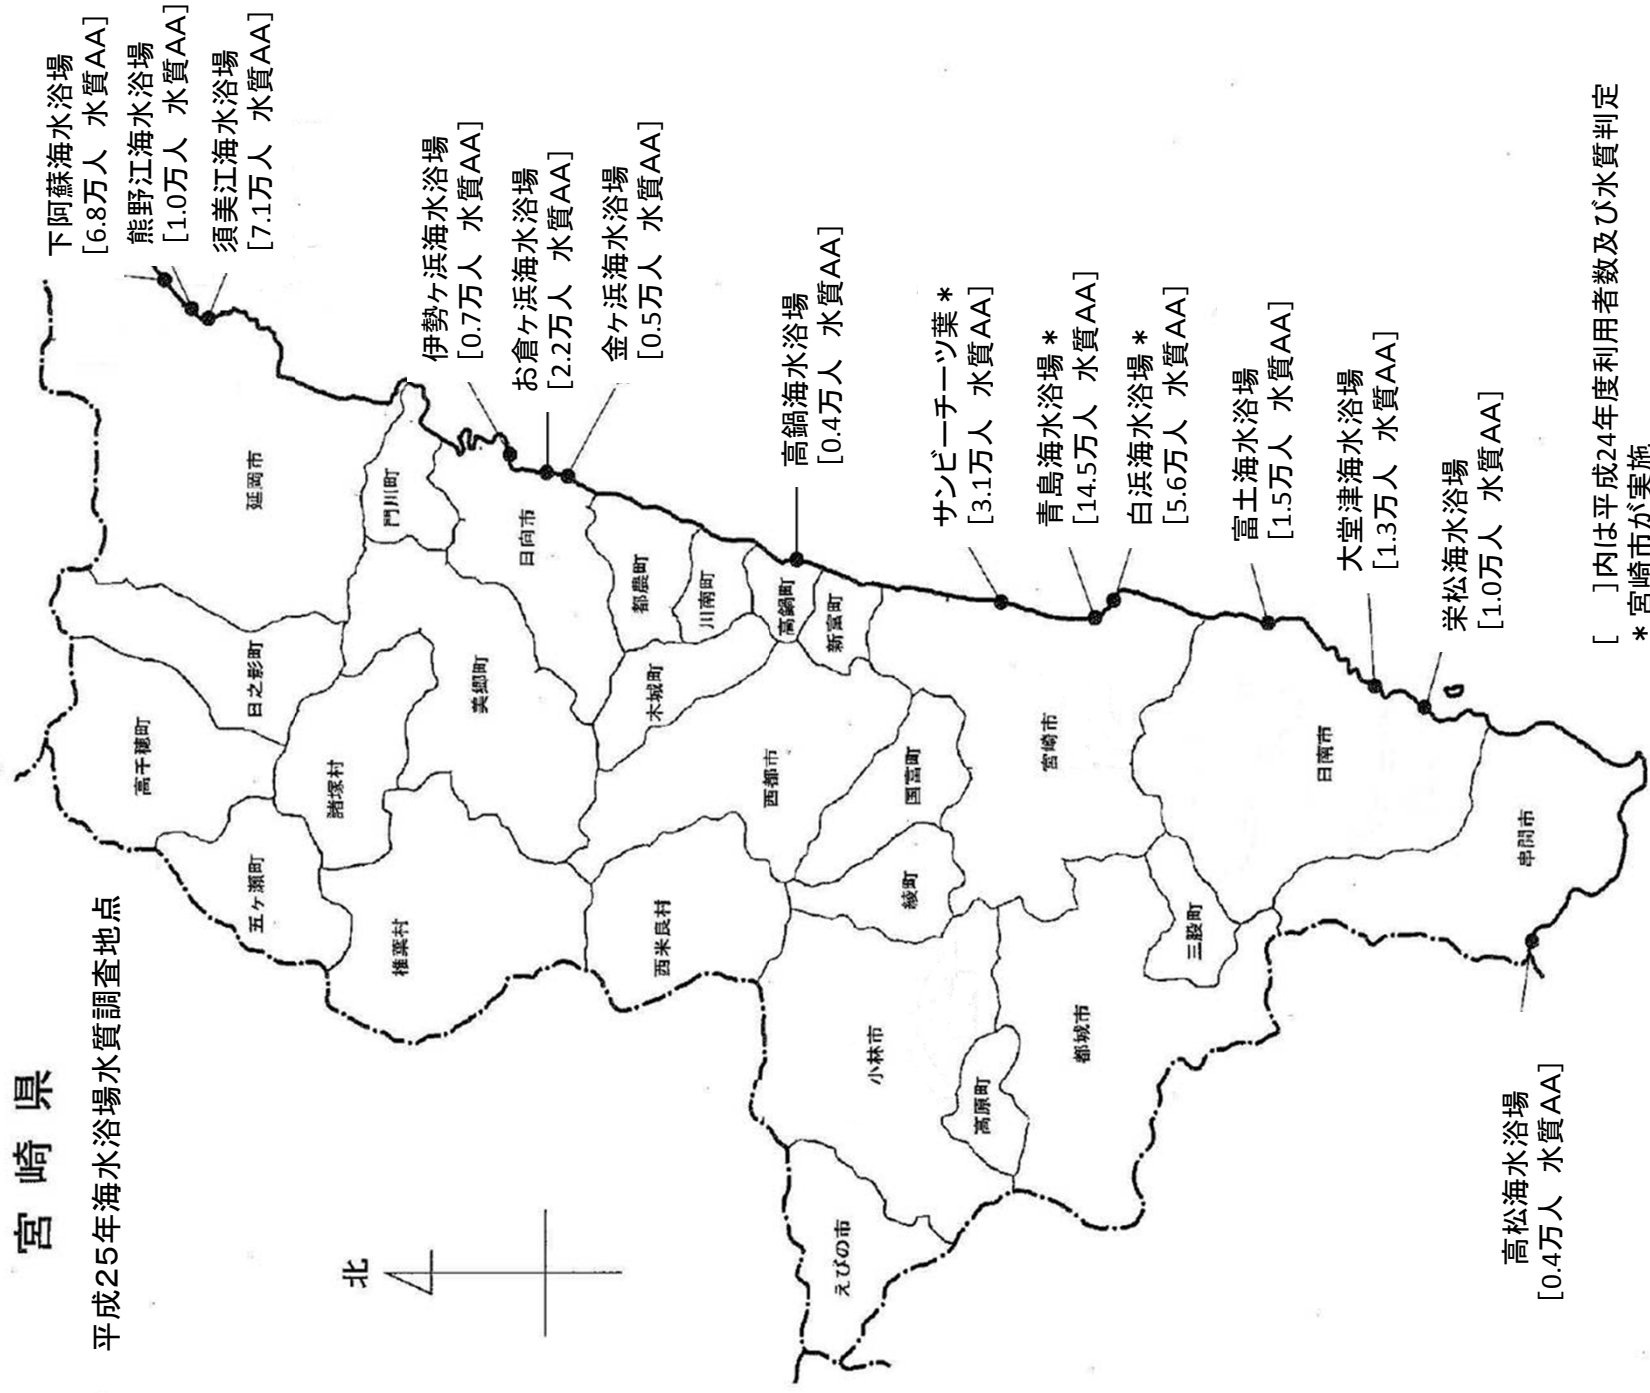 宮崎県
平成25年海水浴場水質調査地点
北
下阿蘇海水浴場
[6.8万人 水質AA]
熊野江海水浴場
[1.0万人 水質AA]
須美江海水浴場
[7.1万人 水質AA]
伊勢ヶ浜海水浴場
[0.7万人 水質AA]
お倉ヶ浜海水浴場
[2.2万人 水質AA]
金ヶ浜海水浴場
[0.5万人 水質AA]
高鍋海水浴場
[0.4万人 水質AA]
サンビーチーツ葉*
[3.1万人 水質AA]
青島海水浴場*
[14.5万人 水質AA]
白浜海水浴場*
[5.6万人 水質AA]
富土海水浴場
[1.5万人 水質AA]
大堂津海水浴場
[1.3万人 水質AA]
栄松海水浴場
[1.0万人 水質AA]
高松海水浴場
[0.4万人 水質AA]
高千穂町
日之影町
延岡市
五ヶ瀬町
諸塚村
門川町
椎葉村
美郷町
日向市
都農町
川南町
木城町
高鍋町
新富町
西米良村
西都市
国富町
綾町
宮崎市
小林市
えびの市
高原町
都城市
三股町
日南市
串間市
[ ]内は平成24年度利用者数及び水質判定
*宮崎市が実施